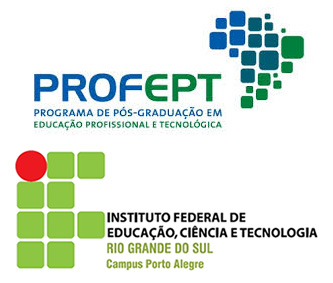 PROFEPT
PROGRAMA DE PÓS-GRADUAÇÃO EM
EDUCAÇÃO PROFISSIONAL E TECNOLÓGICA
INSTITUTO FEDERAL DE
EDUCAÇÃO, CIÊNCIA E TECNOLOGIA
RIO GRANDE DO SUL
Campus Porto Alegre